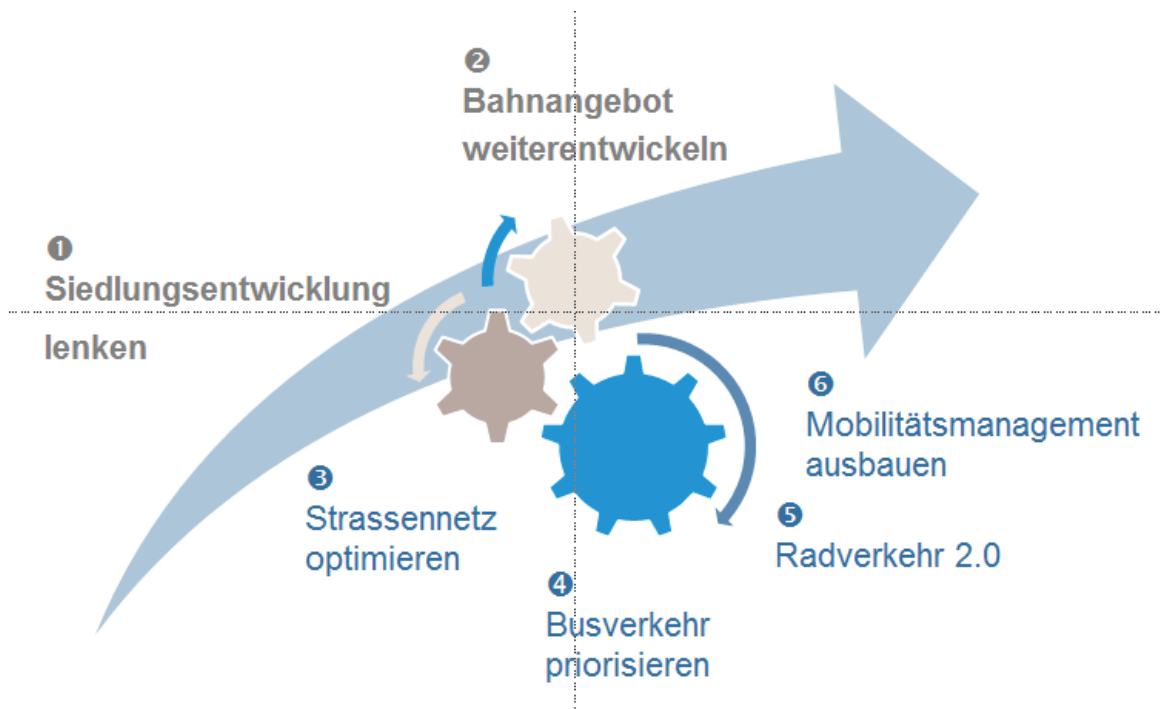 ❷
Bahnangebot
weiterentwickeln
❶
Siedlungsentwicklung
lenken
❻
Mobilitätsmanagement
ausbauen
❸
Strassennetz
optimieren
❺
Radverkehr 2.0
❹
Busverkehr
priorisieren